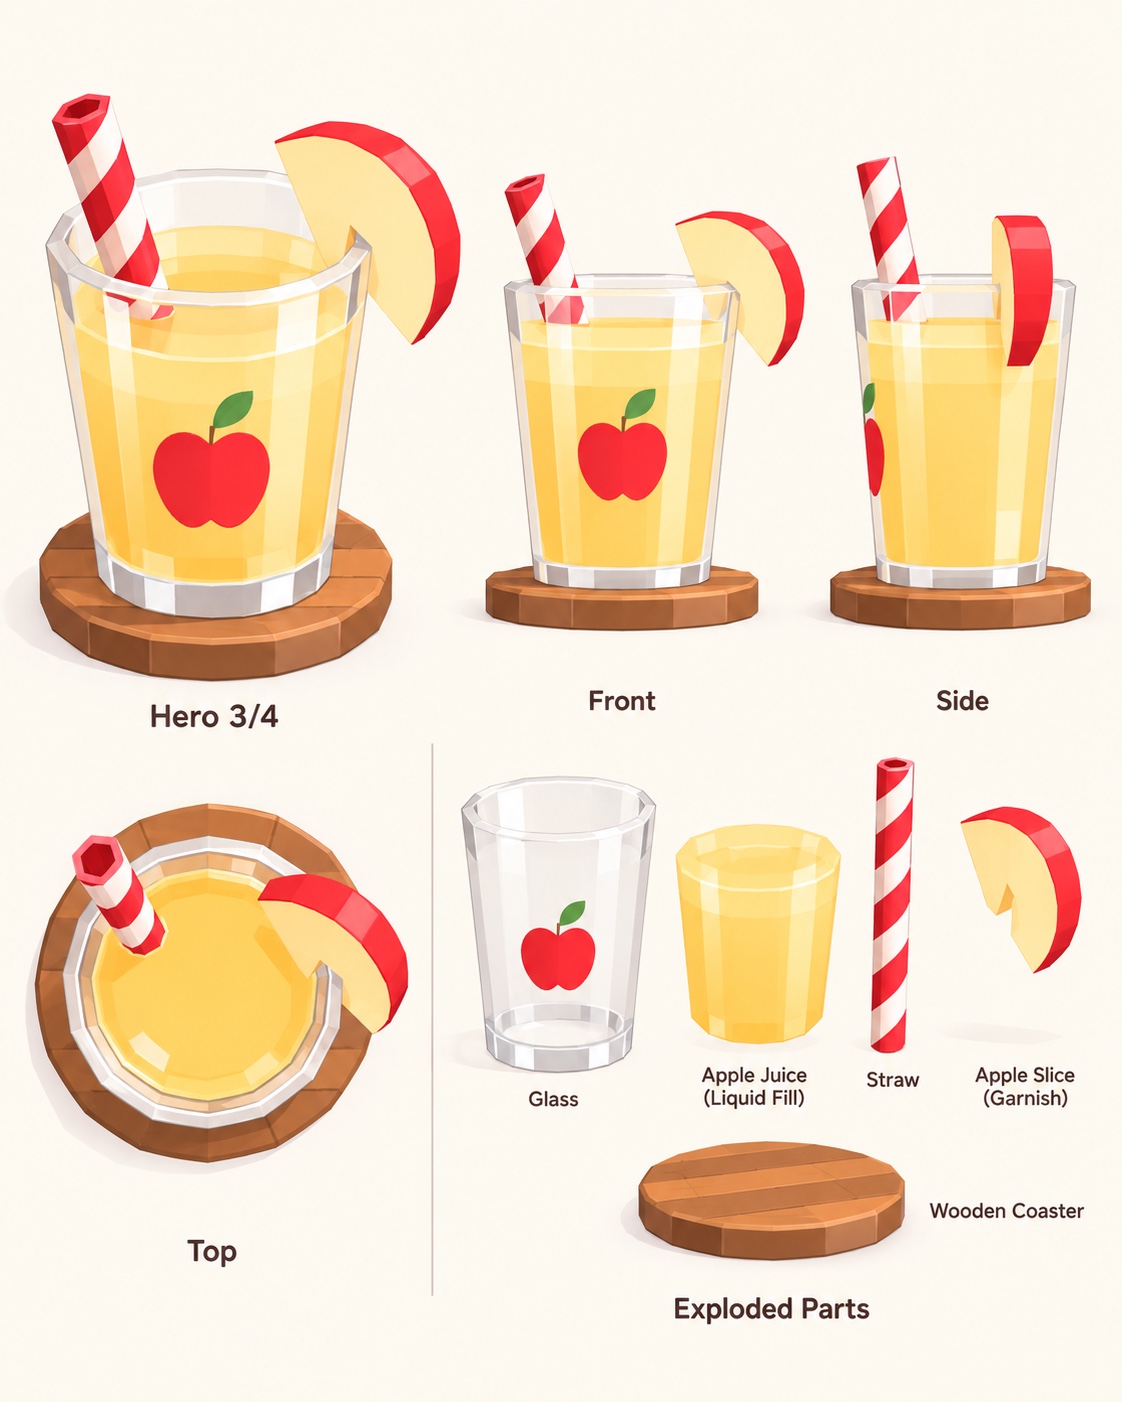 Hero 3/4
Front
Side
Top
Glass
Apple Juice
(Liquid Fill)
Straw
Apple Slice
(Garnish)
Wooden Coaster
Exploded Parts